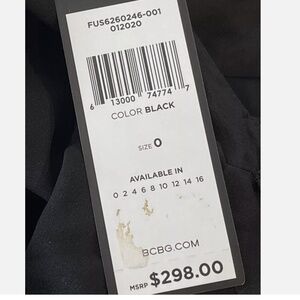 FUS6260246-001
012020
6 13000 74774 7
COLOR BLACK
SIZE 0
AVAILABLE IN
0 2 4 6 8 10 12 14 16
BCBG.COM
MSRP $298.00